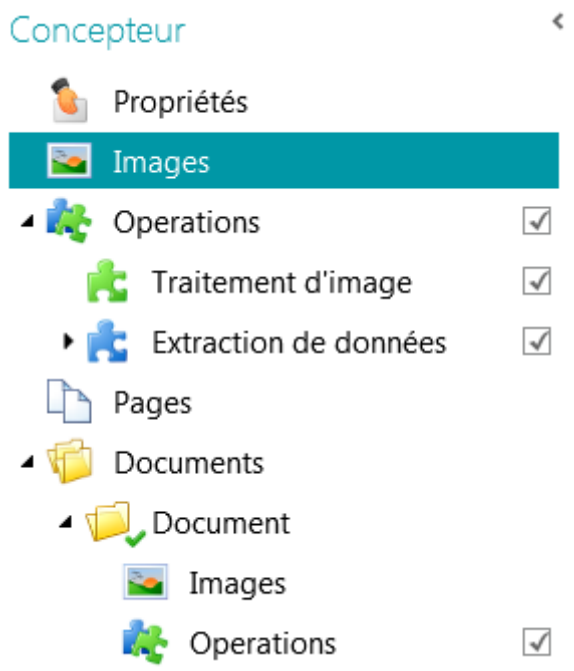 Concepteur
Propriétés
Images
Operations
Traitement d'image
Extraction de données
Pages
Documents
Document
Images
Operations